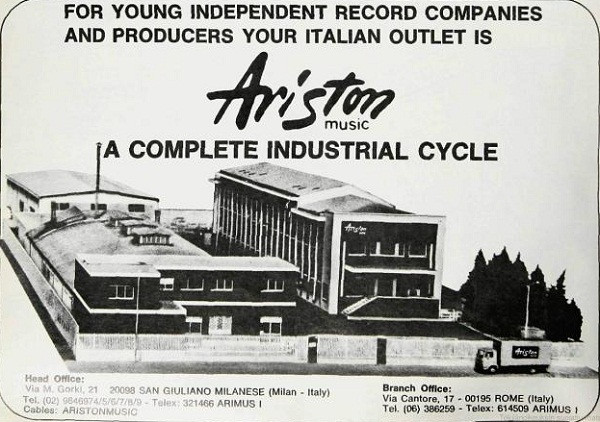 FOR YOUNG INDEPENDENT RECORD COMPANIES
AND PRODUCERS YOUR ITALIAN OUTLET IS
Ariston
music
A COMPLETE INDUSTRIAL CYCLE
Ariston
Ariston
Head Office:
Via M. Gorki, 21 20098 SAN GIULIANO MILANESE (Milan - Italy)
Tel. (02) 9846974/5/6/7/8/9 - Telex: 321466 ARIMUS I
Cables: ARISTONMUSIC
Branch Office:
Via Cantore, 17 - 00195 ROME (Italy)
Tel. (06) 386259 - Telex: 614509 ARIMUS I